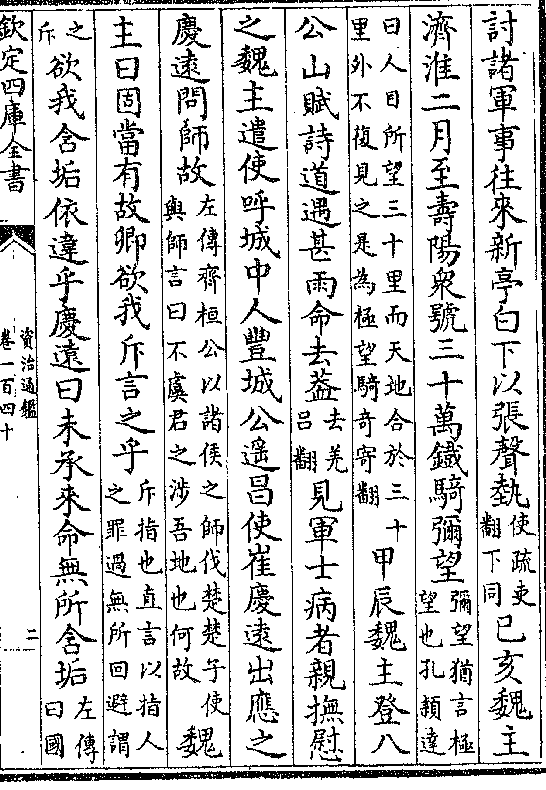 討諸軍事往來新亭白下以張聲埶使疏吏翻下同己亥魏主
濟淮二月至壽陽衆號三十萬鐵騎彌望彌望猶言極望也孔穎達
曰人目所望三十里而天地合於三十里外不復見之是為極望騎奇寄翻甲辰魏主登八
公山賦詩道遇甚雨命去葢去羌吕翻見軍士病者親撫慰
之魏主遣使呼城中人豐城公遥昌使崔慶遠出應之
慶遠問師故左傳齊桓公以諸侯之師伐楚楚子使與師言曰不虞君之涉吾地也何故魏
主曰固當有故卿欲我斥言之乎斥指也直言以指人之罪過無所回避謂
之斥欲我含垢依違乎慶遠曰未承來命無所含垢左傳曰國
欽定四庫全書
資治通鑑
卷一百四十
二